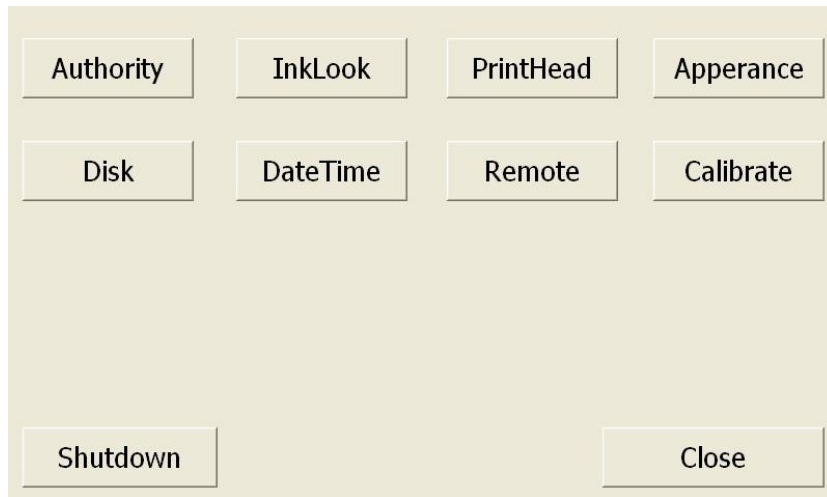 Authority InkLook PrintHead Apperance
Disk DateTime Remote Calibrate
Shutdown Close